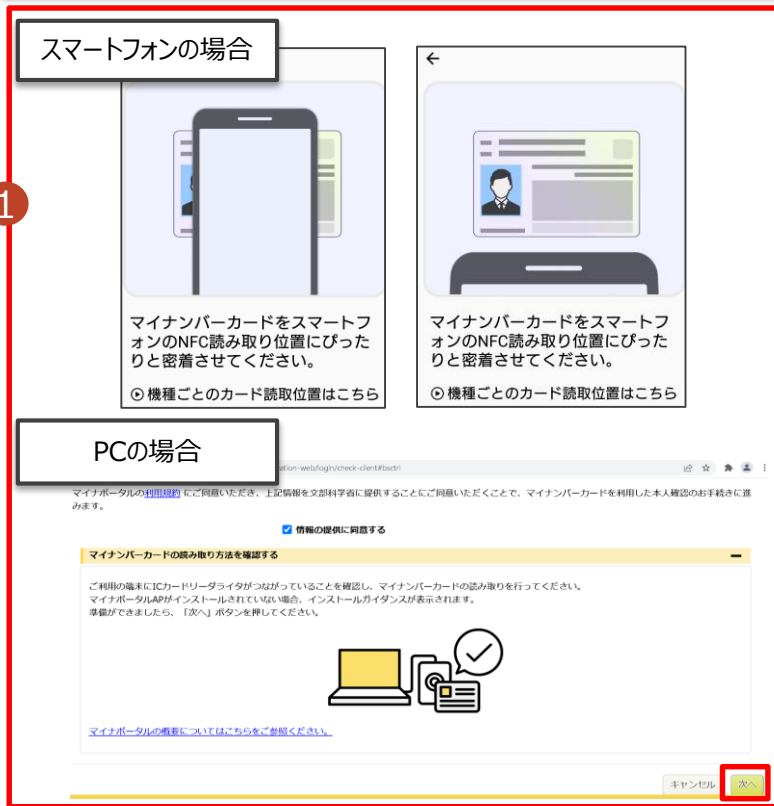 スマートフォンの場合
←
マイナンバーカードをスマートフ
ォンのNFC読み取り位置にぴった
りと密着させてください。
機種ごとのカード読取位置はこちら
マイナンバーカードをスマートフ
ォンのNFC読み取り位置にぴった
りと密着させてください。
機種ごとのカード読取位置はこちら
1
PCの場合
ution-web/login/check-client#bsctrl
マイナポータルの利用規約 にご同意いただき、上記情報を文部科学省に提供することにご同意いただくことで、マイナンバーカードを利用した本人確認のお手続きに進
みます。
情報の提供に同意する
マイナンバーカードの読み取り方法を確認する
ご利用の端末にICカードリーダライタがつながっていることを確認し、マイナンバーカードの読み取りを行ってください。
マイナポータルAPがインストールされていない場合、インストールガイダンスが表示されます。
準備ができましたら、「次へ」ボタンを押してください。
マイナポータルの概要についてはこちらをご参照ください。
キャンセル
次へ